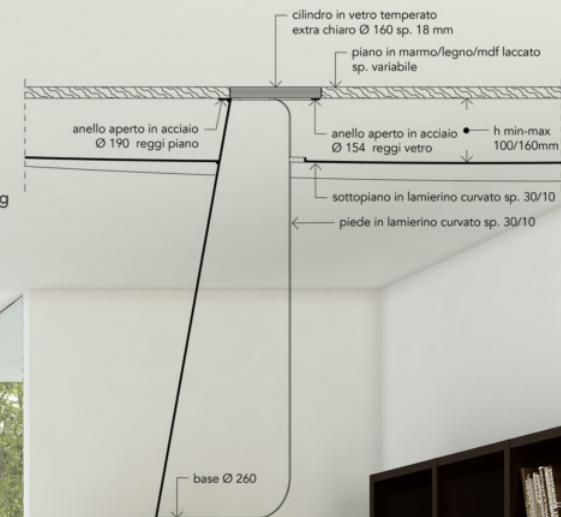 cilindro in vetro temperato
extra chiaro Ø 160 sp. 18 mm
piano in marmo/legno/mdf laccato
sp. variabile
anello aperto in acciaio
Ø 190 reggi piano
anello aperto in acciaio
Ø 154 reggi vetro
h min-max
100/160mm
g
sottopiano in lamierino curvato sp. 30/10
piede in lamierino curvato sp. 30/10
base Ø 260